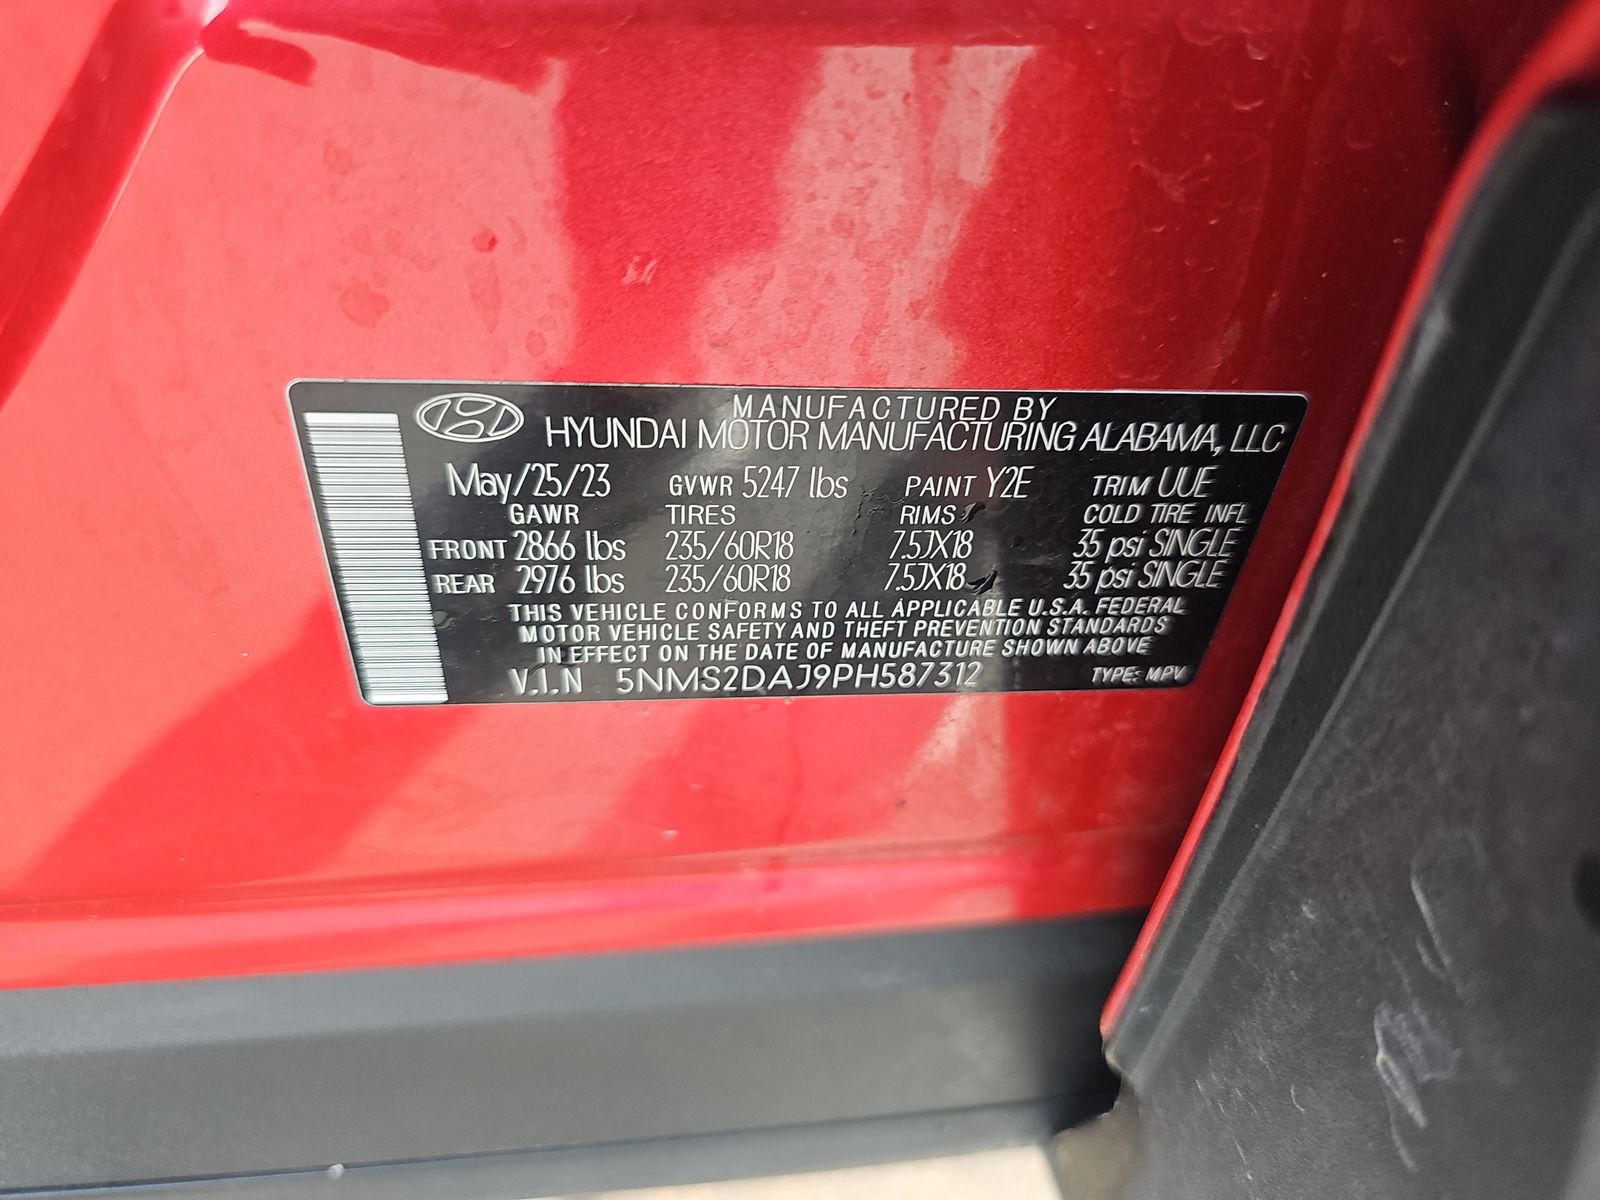 MANUFACTURED BY
HYUNDAI MOTOR MANUFACTURING ALABAMA, LLC
May/25/23 GVWR 5247 lbs PAINT Y2E TRIM UUE
GAWR TIRES RIMS COLD TIRE INFL
FRONT 2866 lbs 235/60R18 7.5JX18 35 psi SINGLE
REAR 2976 lbs 235/60R18 7.5JX18 35 psi SINGLE
THIS VEHICLE CONFORMS TO ALL APPLICABLE U.S.A. FEDERAL
MOTOR VEHICLE SAFETY AND THEFT PREVENTION STANDARDS
IN EFFECT ON THE DATE OF MANUFACTURE SHOWN ABOVE
V.I.N 5NMS2DAJ9PH587312 TYPE: MPV